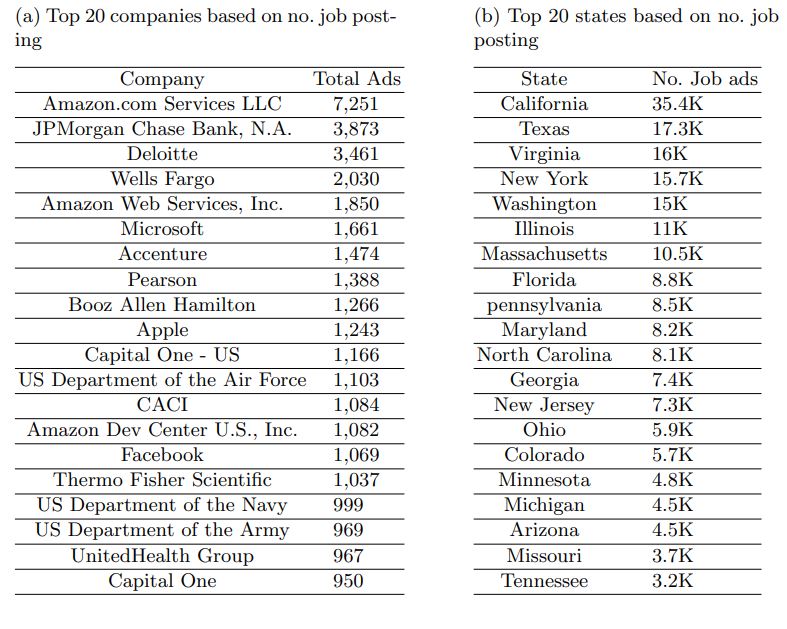 (a) Top 20 companies based on no. job post-
ing
Company Total Ads
Amazon.com Services LLC 7,251
JPMorgan Chase Bank, N.A. 3,873
Deloitte 3,461
Wells Fargo 2,030
Amazon Web Services, Inc. 1,850
Microsoft 1,661
Accenture 1,474
Pearson 1,388
Booz Allen Hamilton 1,266
Apple 1,243
Capital One - US 1,166
US Department of the Air Force 1,103
CACI 1,084
Amazon Dev Center U.S., Inc. 1,082
Facebook 1,069
Thermo Fisher Scientific 1,037
US Department of the Navy 999
US Department of the Army 969
UnitedHealth Group 967
Capital One 950
(b) Top 20 states based on no. job
posting
State No. Job ads
California 35.4K
Texas 17.3K
Virginia 16K
New York 15.7K
Washington 15K
Illinois 11K
Massachusetts 10.5K
Florida 8.8K
pennsylvania 8.5K
Maryland 8.2K
North Carolina 8.1K
Georgia 7.4K
New Jersey 7.3K
Ohio 5.9K
Colorado 5.7K
Minnesota 4.8K
Michigan 4.5K
Arizona 4.5K
Missouri 3.7K
Tennessee 3.2K